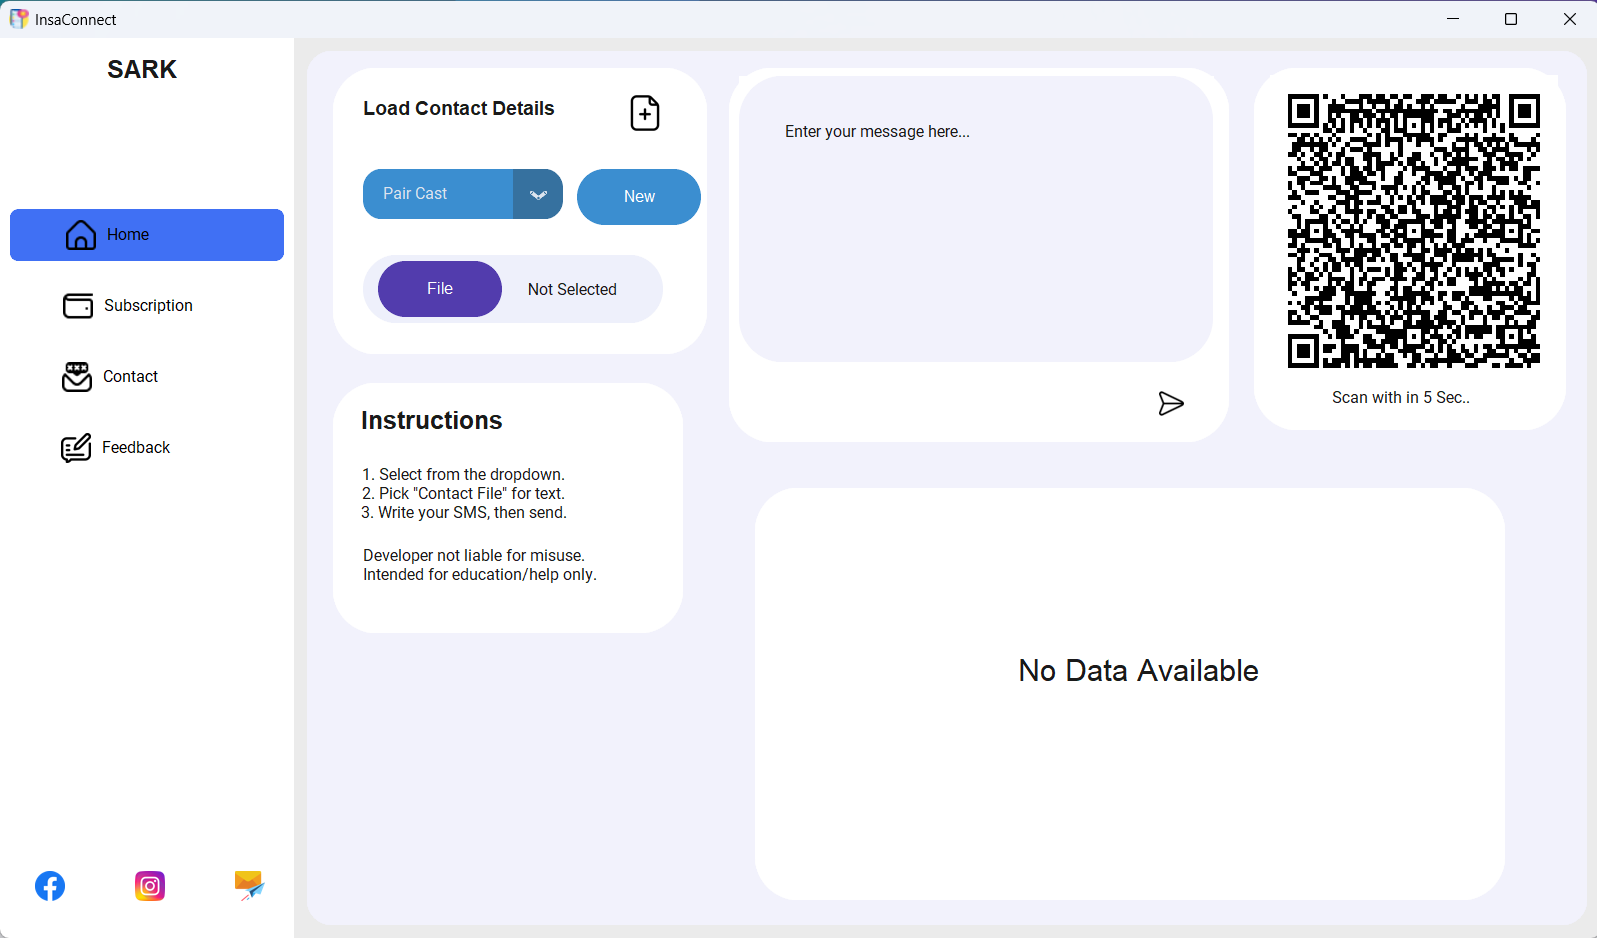 InsaConnect
SARK
Home
Subscription
Contact
Feedback
Load Contact Details
Pair Cast
New
File
Not Selected
Instructions
1. Select from the dropdown.
2. Pick "Contact File" for text.
3. Write your SMS, then send.
Developer not liable for misuse.
Intended for education/help only.
Enter your message here...
Scan with in 5 Sec..
No Data Available